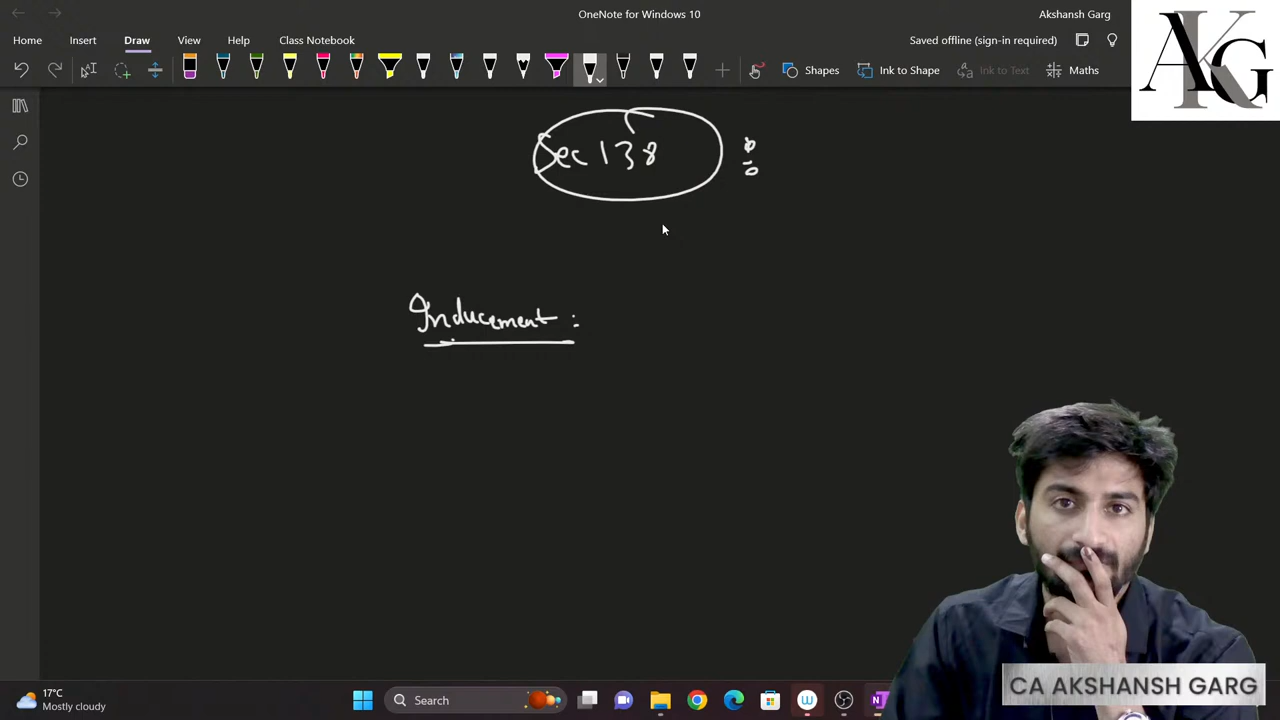 OneNote for Windows 10
Akshansh Garg
Home Insert Draw View Help Class Notebook
Saved offline (sign-in required)
Shapes Ink to Shape Ink to Text Maths
AKG
Sec 138
Inducement :
CA AKSHANSH GARG
17°C
Mostly cloudy
Search